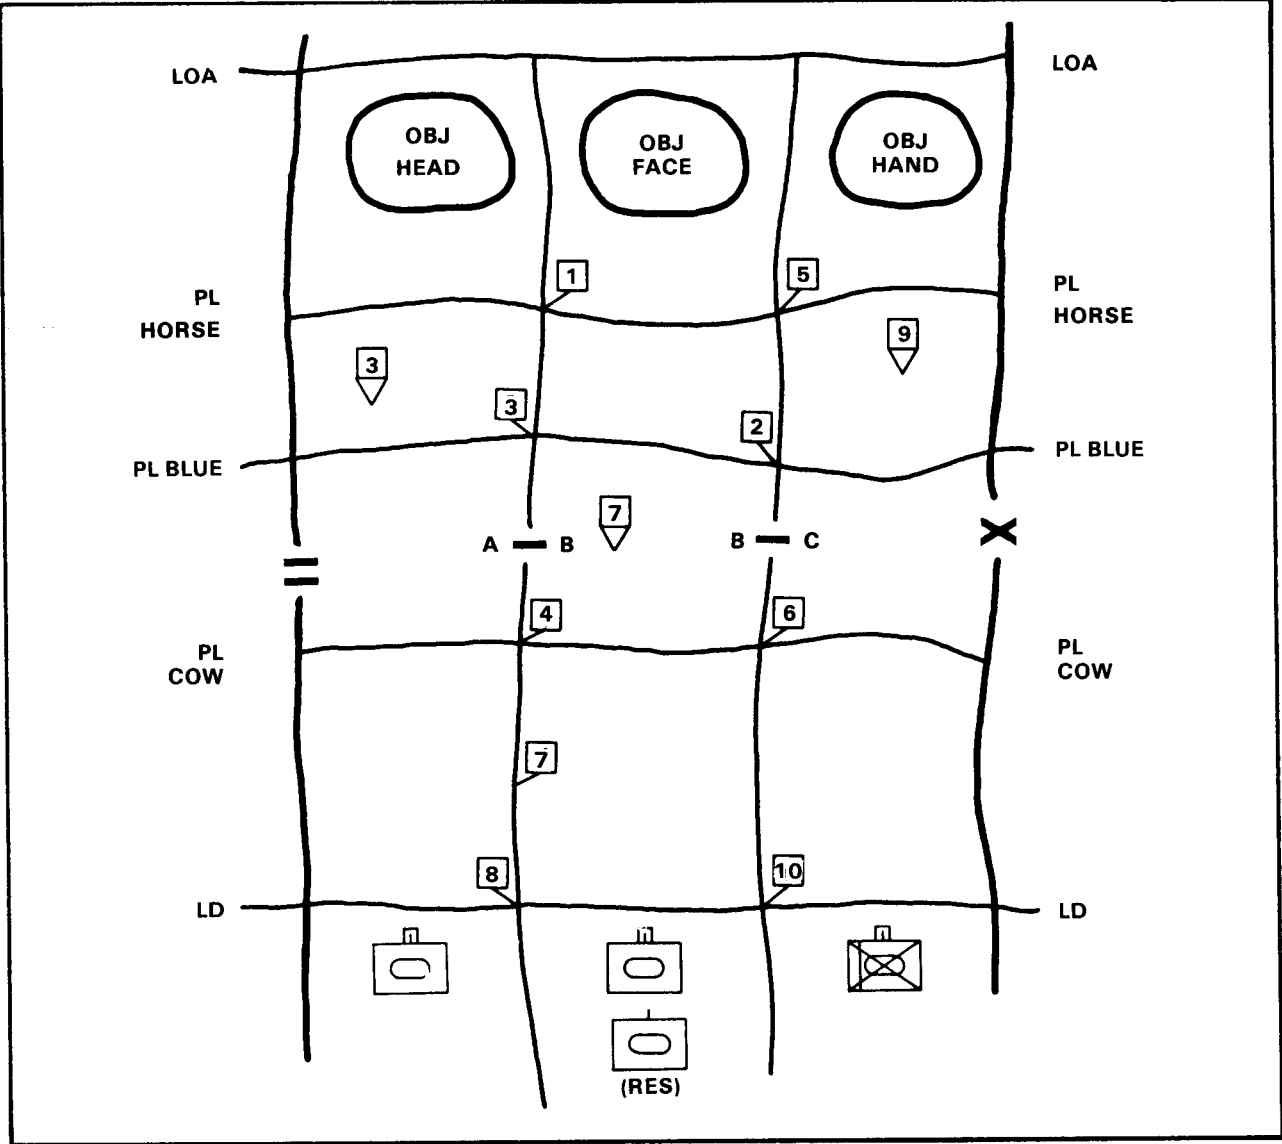 LOA
LOA
OBJ
HEAD
OBJ
FACE
OBJ
HAND
1
5
PL
HORSE
PL
HORSE
3
9
3
2
PL BLUE
PL BLUE
7
A B
B C
4
6
PL
COW
PL
COW
7
8
10
LD
LD
(RES)